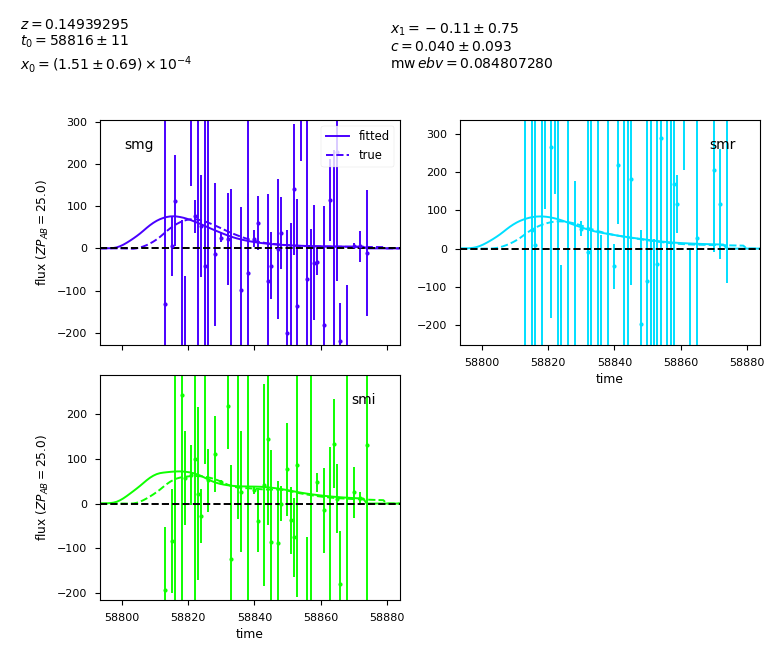 z = 0.14939295
t₀ = 58816 ± 11
x₀ = (1.51 ± 0.69) × 10⁻⁴
x₁ = −0.11 ± 0.75
c = 0.040 ± 0.093
mw ebv = 0.084807280
smg
fitted
true
300
200
100
0
−100
−200
flux (ZP_AB = 25.0)
smr
300
200
100
0
−100
−200
58800 58820 58840 58860 58880
time
smi
200
100
0
−100
−200
flux (ZP_AB = 25.0)
58800 58820 58840 58860 58880
time